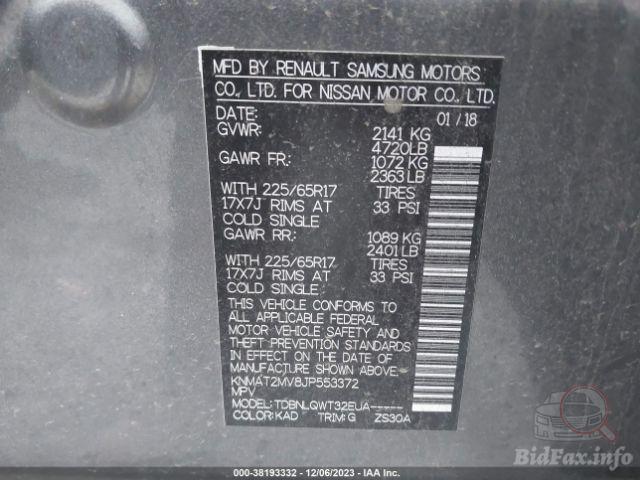 MFD BY RENAULT SAMSUNG MOTORS
CO., LTD. FOR NISSAN MOTOR CO., LTD.
DATE: 01/18
GVWR: 2141 KG
4720LB
GAWR FR: 1072 KG
2363 LB
WITH 225/65R17 TIRES
17X7J RIMS AT 33 PSI
COLD SINGLE
GAWR RR: 1089 KG
2401 LB
WITH 225/65R17 TIRES
17X7J RIMS AT 33 PSI
COLD SINGLE
THIS VEHICLE CONFORMS TO
ALL APPLICABLE FEDERAL
MOTOR VEHICLE SAFETY AND
THEFT PREVENTION STANDARDS
IN EFFECT ON THE DATE OF
MANUFACTURE SHOWN ABOVE.
KNMAT2MV8JP553372
MPV
MODEL: TDBNLQWT32EUA-----
COLOR:KAD TRIM:G ZS30A
BidFax.info
000-38193332 - 12/06/2023 - IAA Inc.